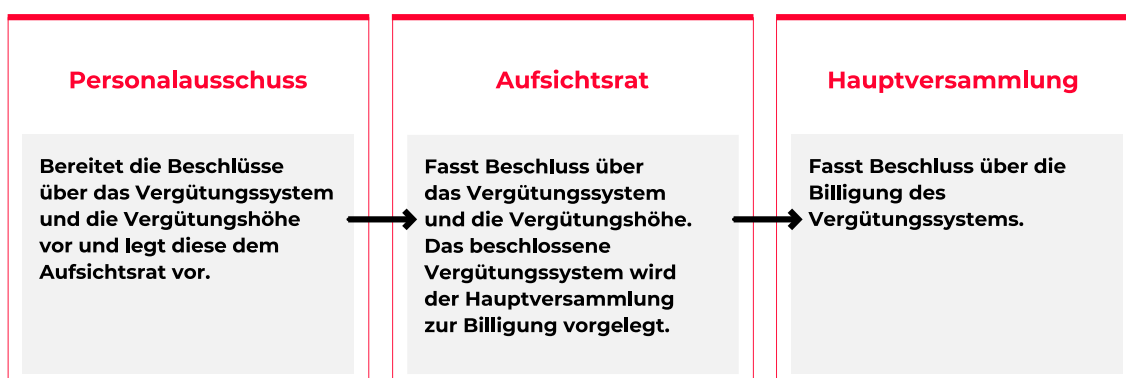 Personalausschuss
Bereitet die Beschlüsse
über das Vergütungssystem
und die Vergütungshöhe
vor und legt diese dem
Aufsichtsrat vor.
Aufsichtsrat
Fasst Beschluss über
das Vergütungssystem
und die Vergütungshöhe.
Das beschlossene
Vergütungssystem wird
der Hauptversammlung
zur Billigung vorgelegt.
Hauptversammlung
Fasst Beschluss über die
Billigung des
Vergütungssystems.